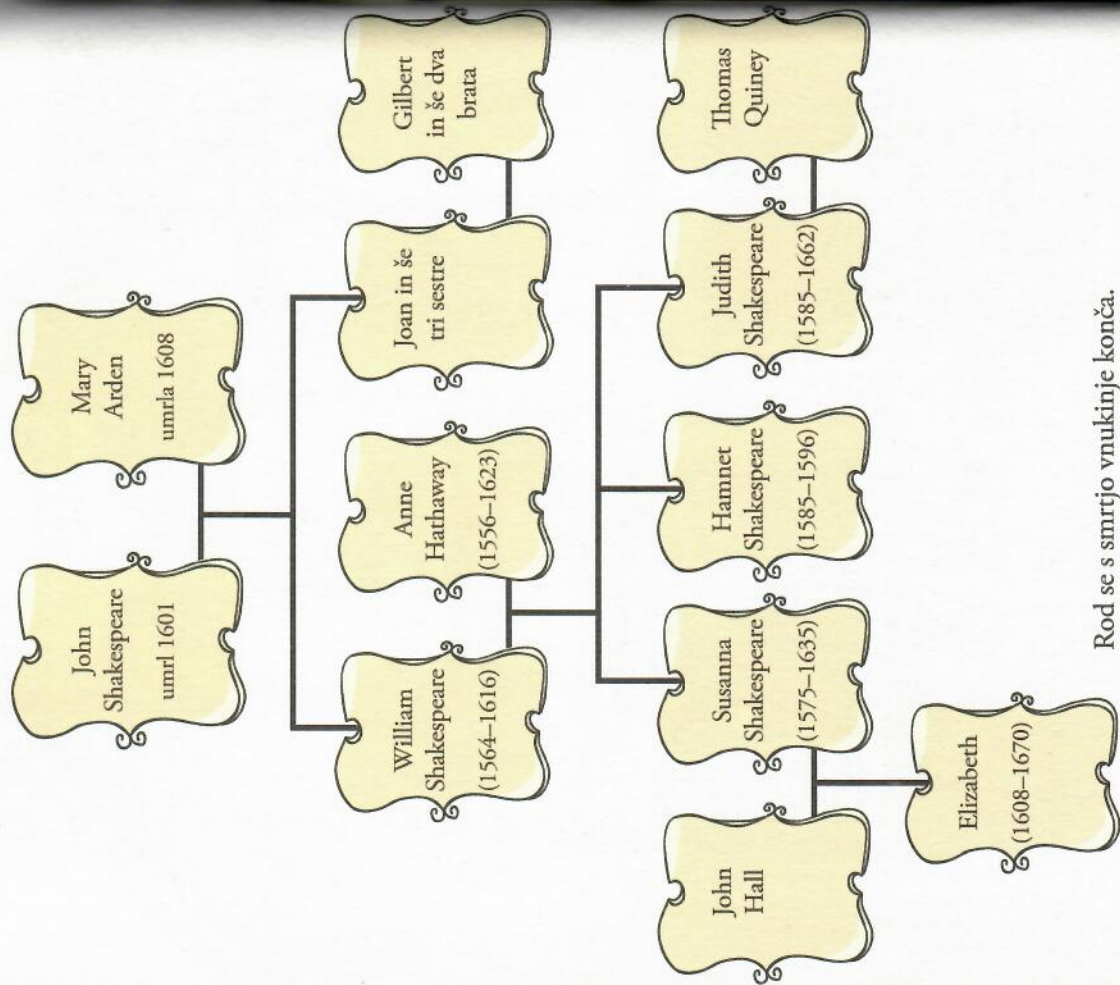 John
Shakespeare
umrl 1601
Mary
Arden
umrla 1608
William
Shakespeare
(1564–1616)
Anne
Hathaway
(1556–1623)
Joan in še
tri sestre
Gilbert
in še dva
brata
John
Hall
Susanna
Shakespeare
(1575–1635)
Hamnet
Shakespeare
(1585–1596)
Judith
Shakespeare
(1585–1662)
Thomas
Quiney
Elizabeth
(1608–1670)
Rod se s smrtjo vnukinje konča.